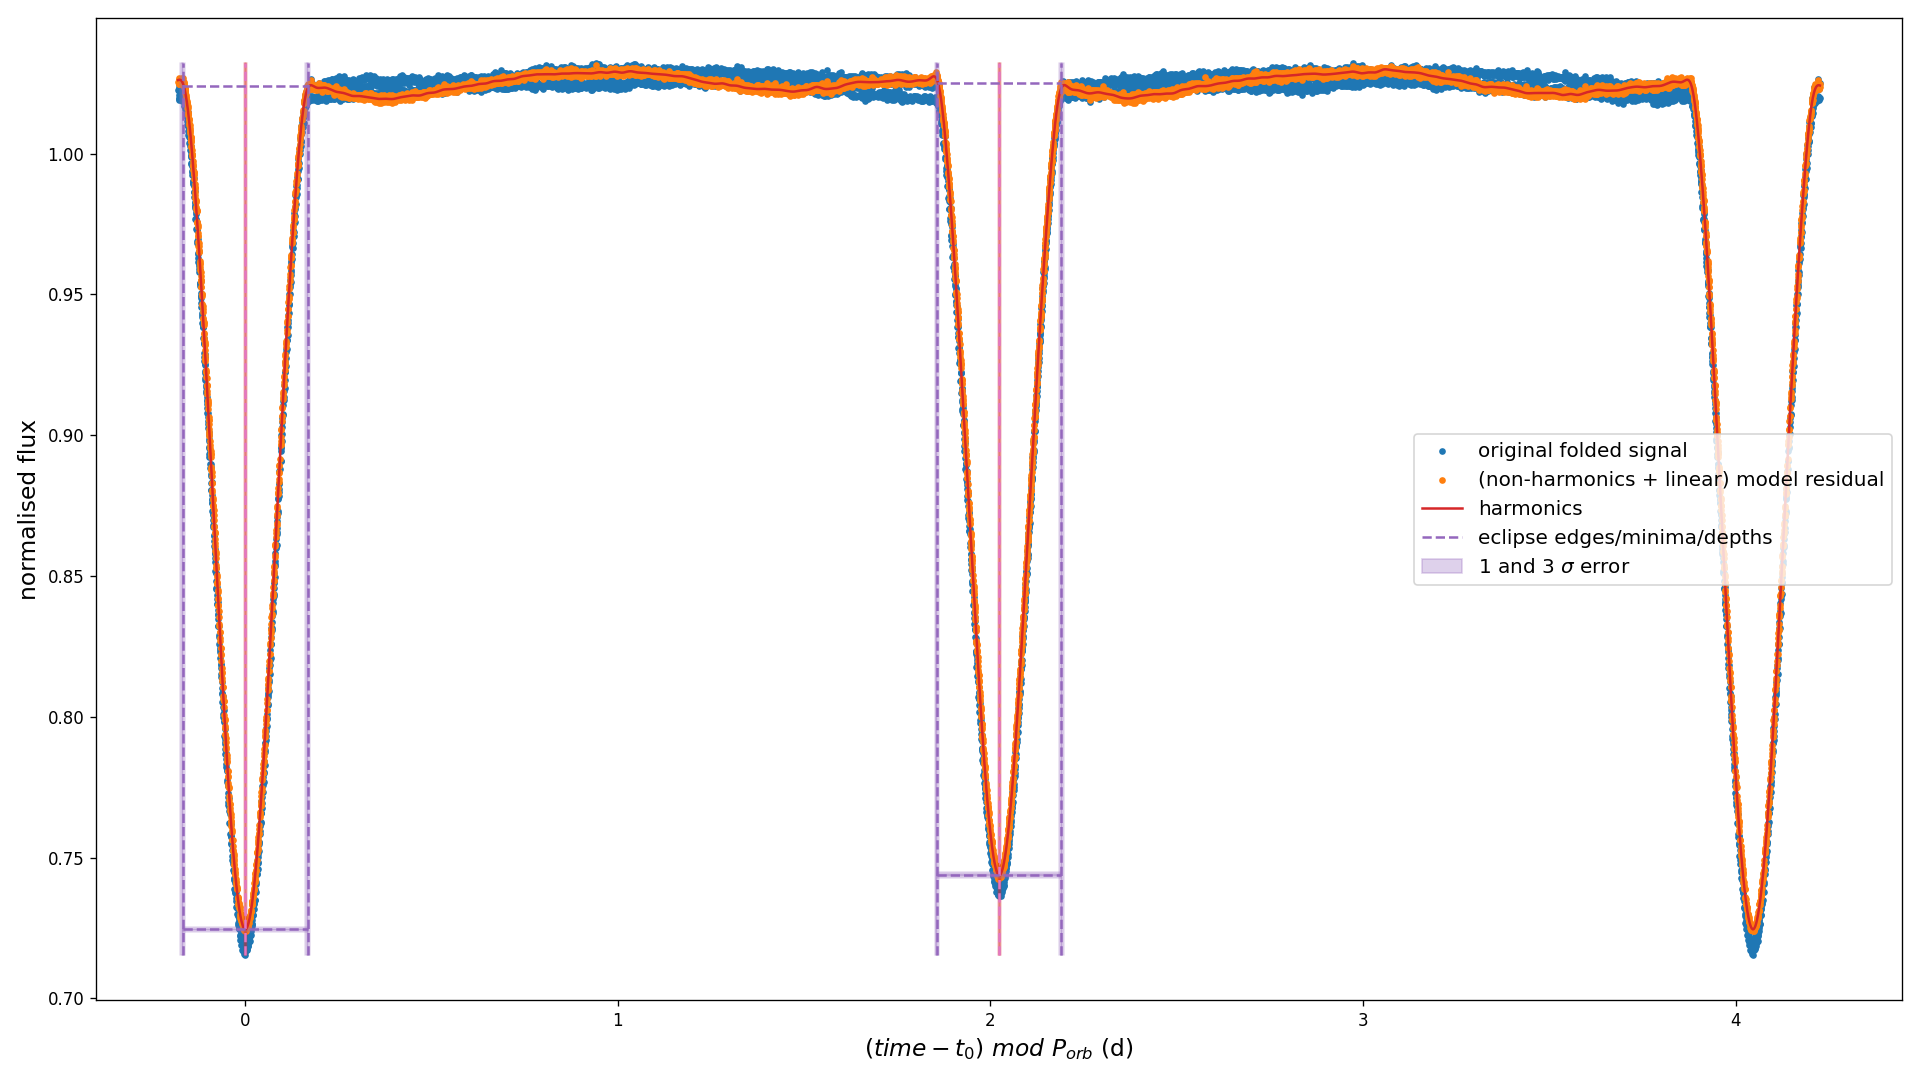 normalised flux
1.00
0.95
0.90
0.85
0.80
0.75
0.70
original folded signal
(non-harmonics + linear) model residual
harmonics
eclipse edges/minima/depths
1 and 3 σ error
0 1 2 3 4
(time − t₀) mod P_orb (d)